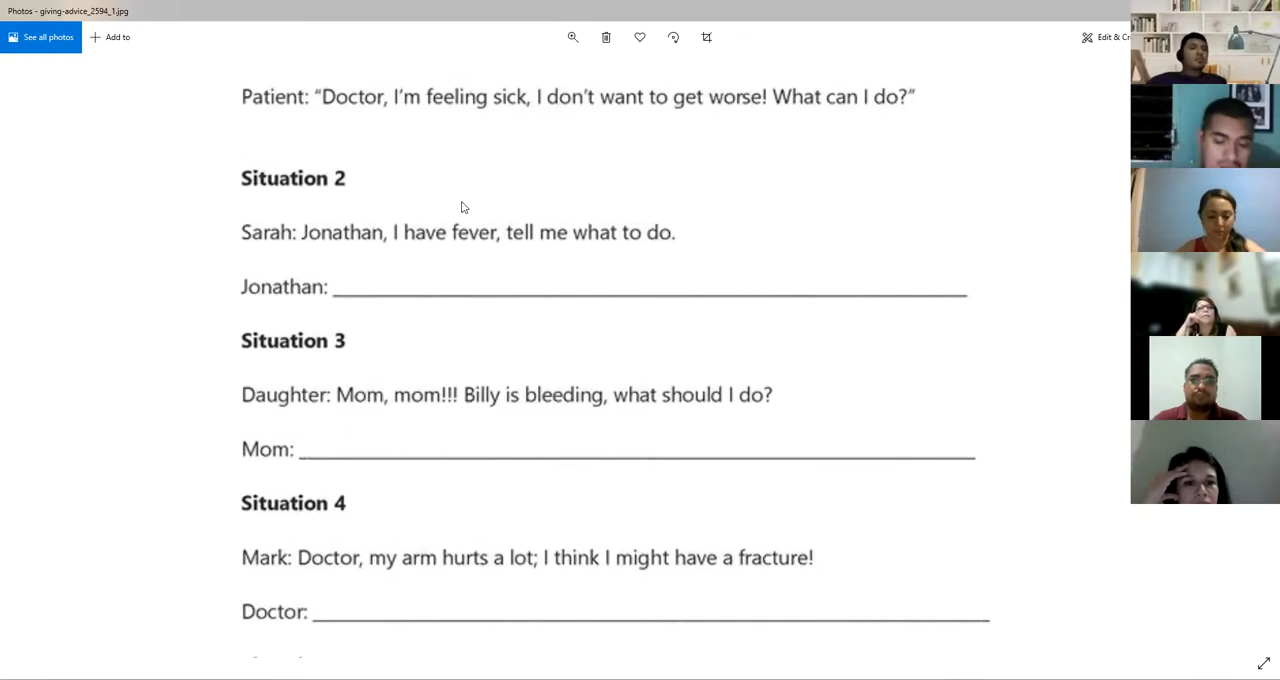 Photos - giving-advice_2594_1.jpg
See all photos
Add to
Edit & Cr
Patient: “Doctor, I’m feeling sick, I don’t want to get worse! What can I do?”
Situation 2
Sarah: Jonathan, I have fever, tell me what to do.
Jonathan: ____________________
Situation 3
Daughter: Mom, mom!!! Billy is bleeding, what should I do?
Mom: ____________________
Situation 4
Mark: Doctor, my arm hurts a lot; I think I might have a fracture!
Doctor: ____________________